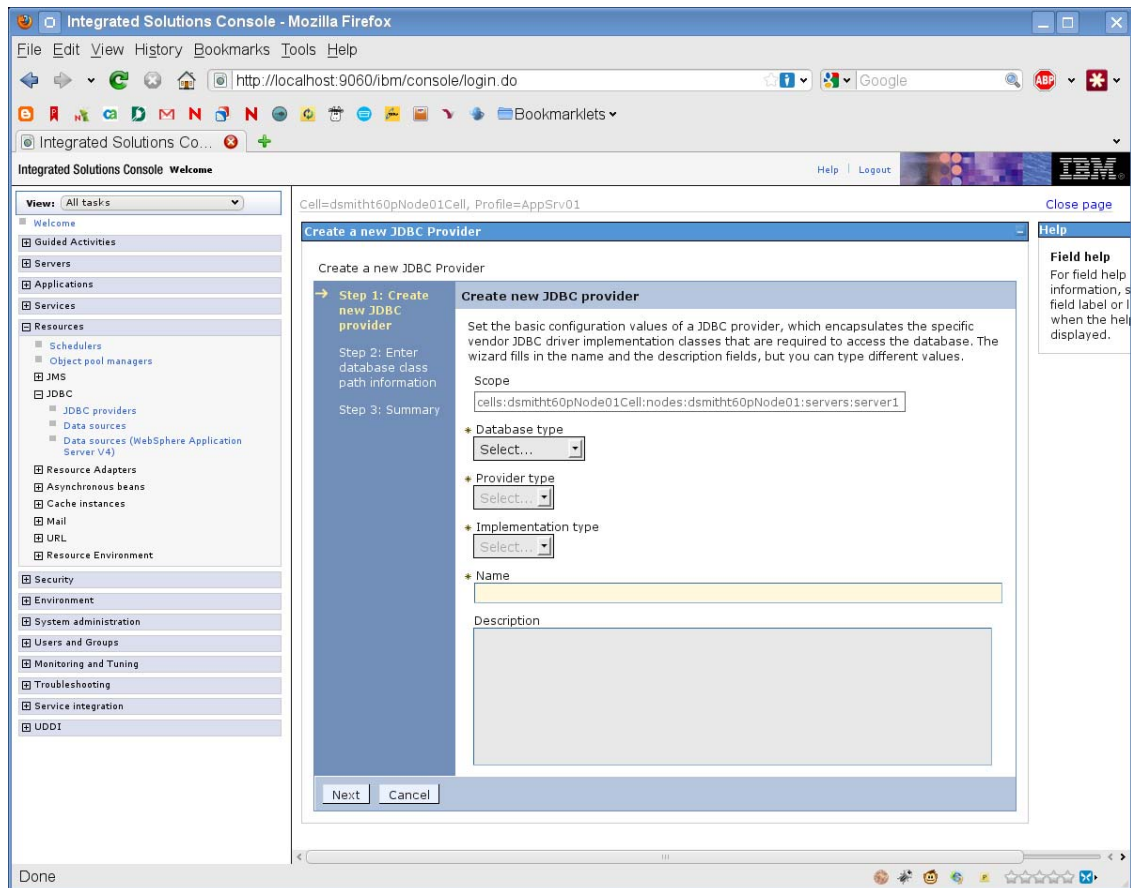 Integrated Solutions Console - Mozilla Firefox
File Edit View History Bookmarks Tools Help
http://localhost:9060/ibm/console/login.do
Google
ABP
Bookmarklets
Integrated Solutions Co...
Integrated Solutions Console Welcome
Help | Logout
IBM
View: All tasks
Welcome
Guided Activities
Servers
Applications
Services
Resources
Schedulers
Object pool managers
JMS
JDBC
JDBC providers
Data sources
Data sources (WebSphere Application
Server V4)
Resource Adapters
Asynchronous beans
Cache instances
Mail
URL
Resource Environment
Security
Environment
System administration
Users and Groups
Monitoring and Tuning
Troubleshooting
Service integration
UDDI
Cell=dsmitht60pNode01Cell, Profile=AppSrv01
Close page
Create a new JDBC Provider
Create a new JDBC Provider
Step 1: Create
new JDBC
provider
Step 2: Enter
database class
path information
Step 3: Summary
Create new JDBC provider
Set the basic configuration values of a JDBC provider, which encapsulates the specific
vendor JDBC driver implementation classes that are required to access the database. The
wizard fills in the name and the description fields, but you can type different values.
Scope
cells:dsmitht60pNode01Cell:nodes:dsmitht60pNode01:servers:server1
* Database type
Select...
* Provider type
Select...
* Implementation type
Select...
* Name
Description
Next Cancel
Help
Field help
For field help
information, s
field label or l
when the help
displayed.
Done